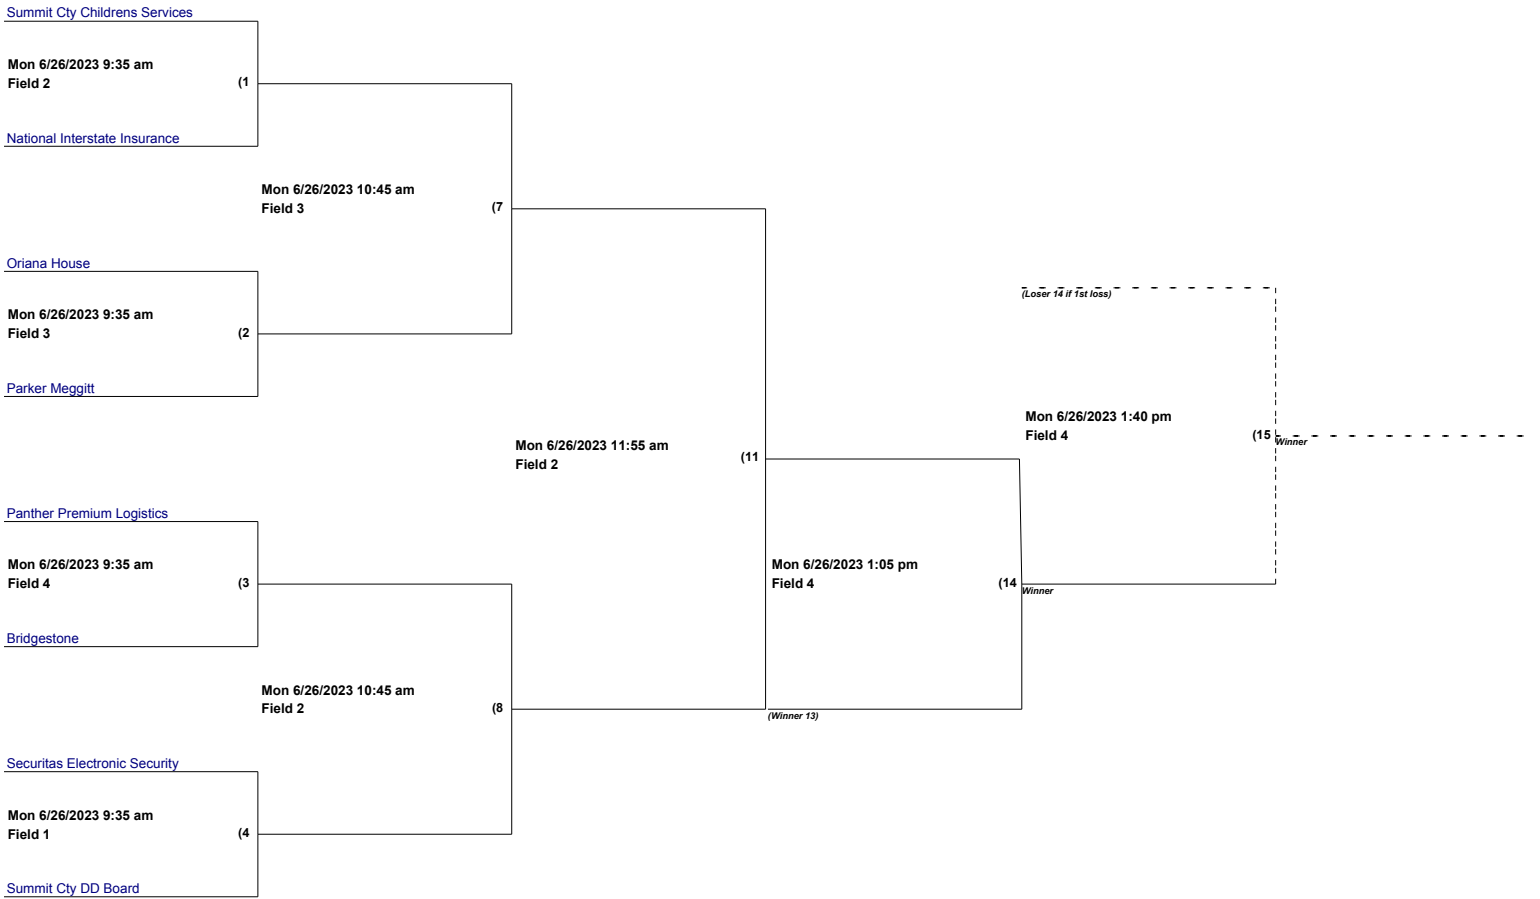 Summit Cty Childrens Services
Mon 6/26/2023 9:35 am
Field 2
(1
National Interstate Insurance
Mon 6/26/2023 10:45 am
Field 3
(7
Oriana House
Mon 6/26/2023 9:35 am
Field 3
(2
Parker Meggitt
Mon 6/26/2023 11:55 am
Field 2
(11
Panther Premium Logistics
Mon 6/26/2023 9:35 am
Field 4
(3
Bridgestone
Mon 6/26/2023 10:45 am
Field 2
(8
Securitas Electronic Security
Mon 6/26/2023 9:35 am
Field 1
(4
Summit Cty DD Board
Mon 6/26/2023 1:05 pm
Field 4
(14
Winner
(Winner 13)
(Loser 14 if 1st loss)
Mon 6/26/2023 1:40 pm
Field 4
(15
Winner